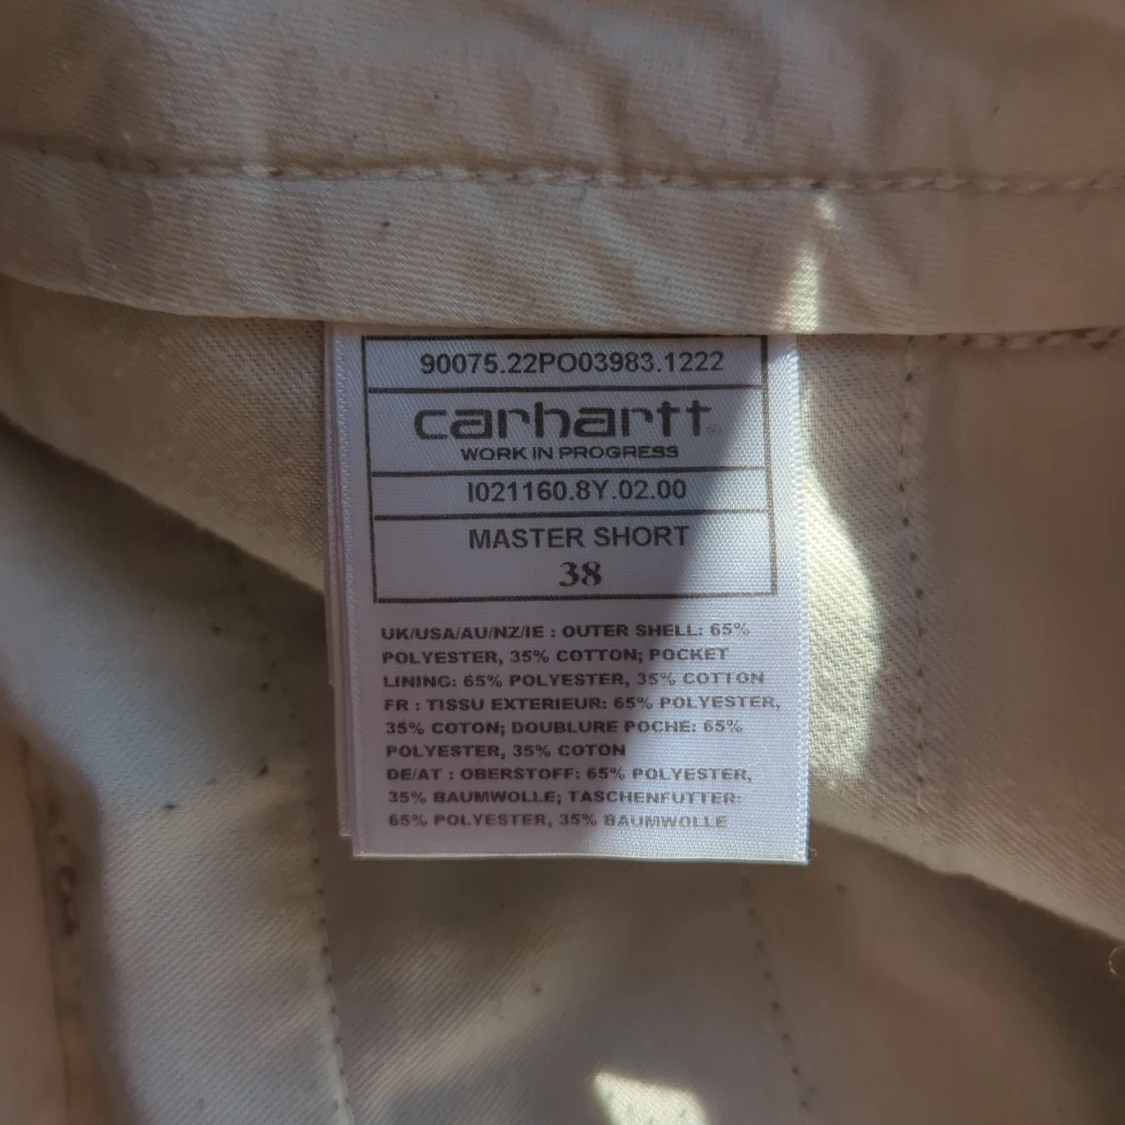 90075.22PO03983.1222
carhartt®
WORK IN PROGRESS
I021160.8Y.02.00
MASTER SHORT
38
UK/USA/AU/NZ/IE : OUTER SHELL: 65%
POLYESTER, 35% COTTON; POCKET
LINING: 65% POLYESTER, 35% COTTON
FR : TISSU EXTERIEUR: 65% POLYESTER,
35% COTON; DOUBLURE POCHE: 65%
POLYESTER, 35% COTON
DE/AT : OBERSTOFF: 65% POLYESTER,
35% BAUMWOLLE; TASCHENFUTTER:
65% POLYESTER, 35% BAUMWOLLE